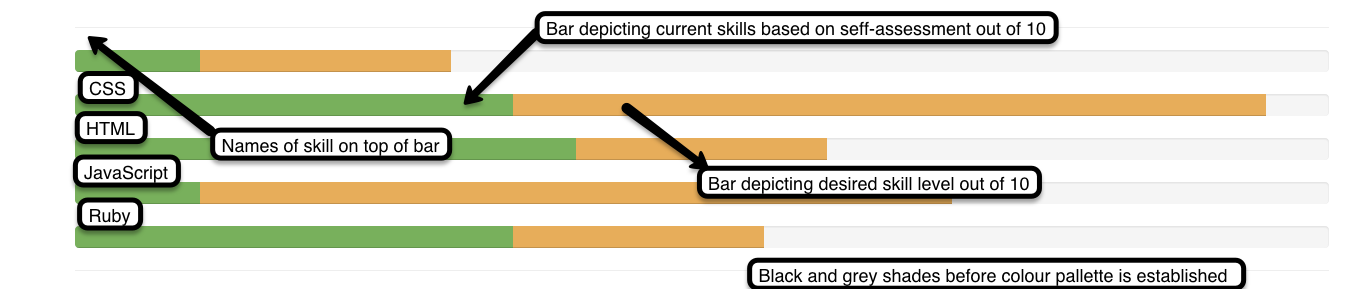 Bar depicting current skills based on seff-assessment out of 10
CSS
HTML
Names of skill on top of bar
JavaScript
Bar depicting desired skill level out of 10
Ruby
Black and grey shades before colour pallette is established